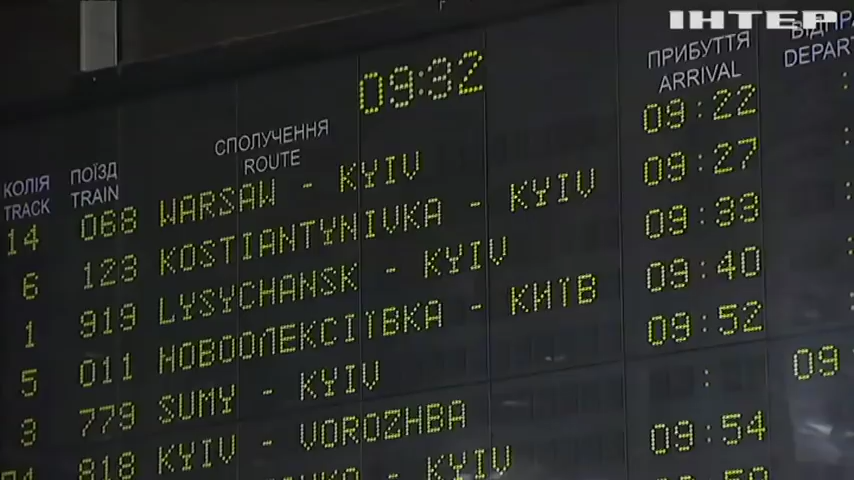 ІНТЕР
09:32
КОЛІЯ ПОЇЗД СПОЛУЧЕННЯ ПРИБУТТЯ
TRACK TRAIN ROUTE ARRIVAL
14 068 WARSAW - KYIV 09:22
6 123 KOSTIANTYNIVKA - KYIV 09:27
1 919 LYSYCHANSK - KYIV 09:33
5 011 НОВООЛЕКСІЇВКА - КИЇВ 09:40
3 779 SUMY - KYIV 09:52
818 KYIV - VOROZHBA : 09:
- KYIV 09:54